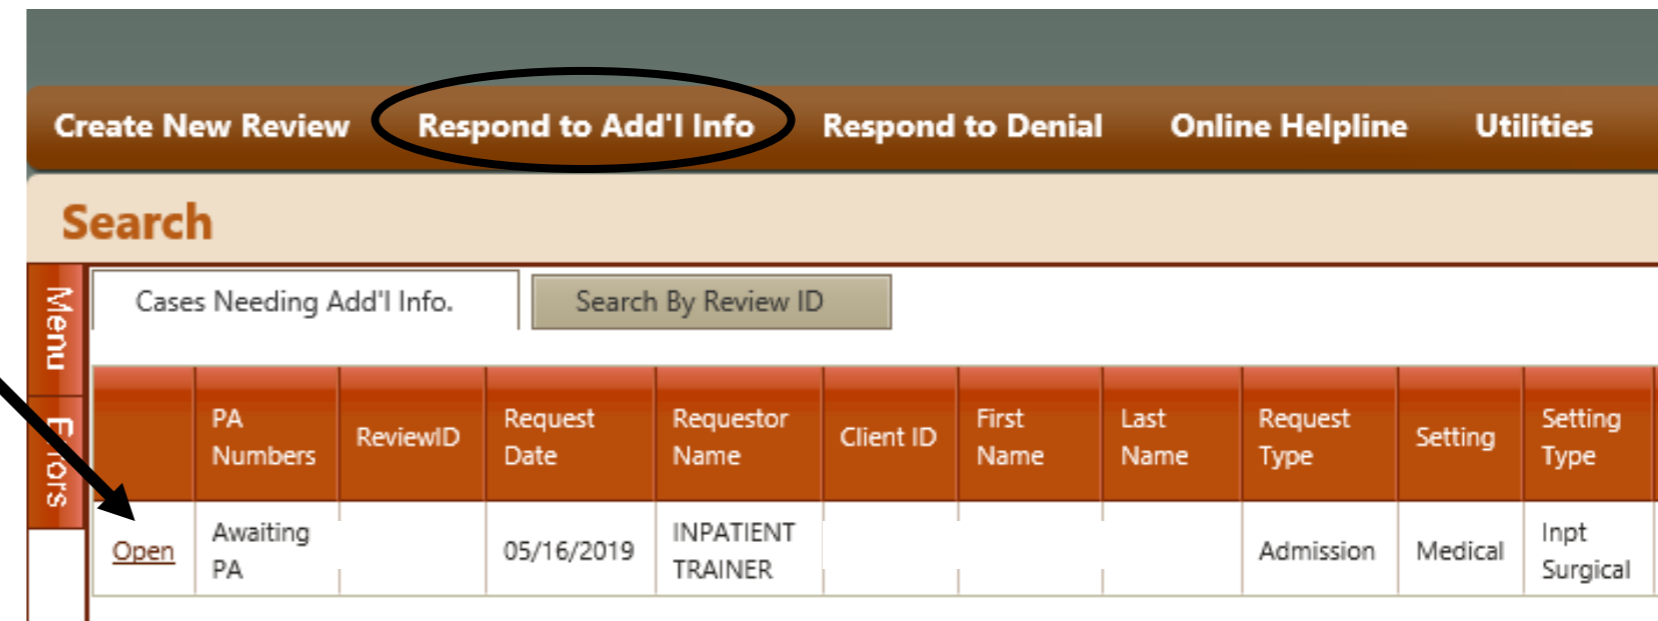 Create New Review Respond to Add'l Info Respond to Denial Online Helpline Utilities
Search
Menu
Errors
Cases Needing Add'l Info. Search By Review ID
PA Numbers ReviewID Request Date Requestor Name Client ID First Name Last Name Request Type Setting Setting Type
Open Awaiting PA 05/16/2019 INPATIENT TRAINER Admission Medical Inpt Surgical